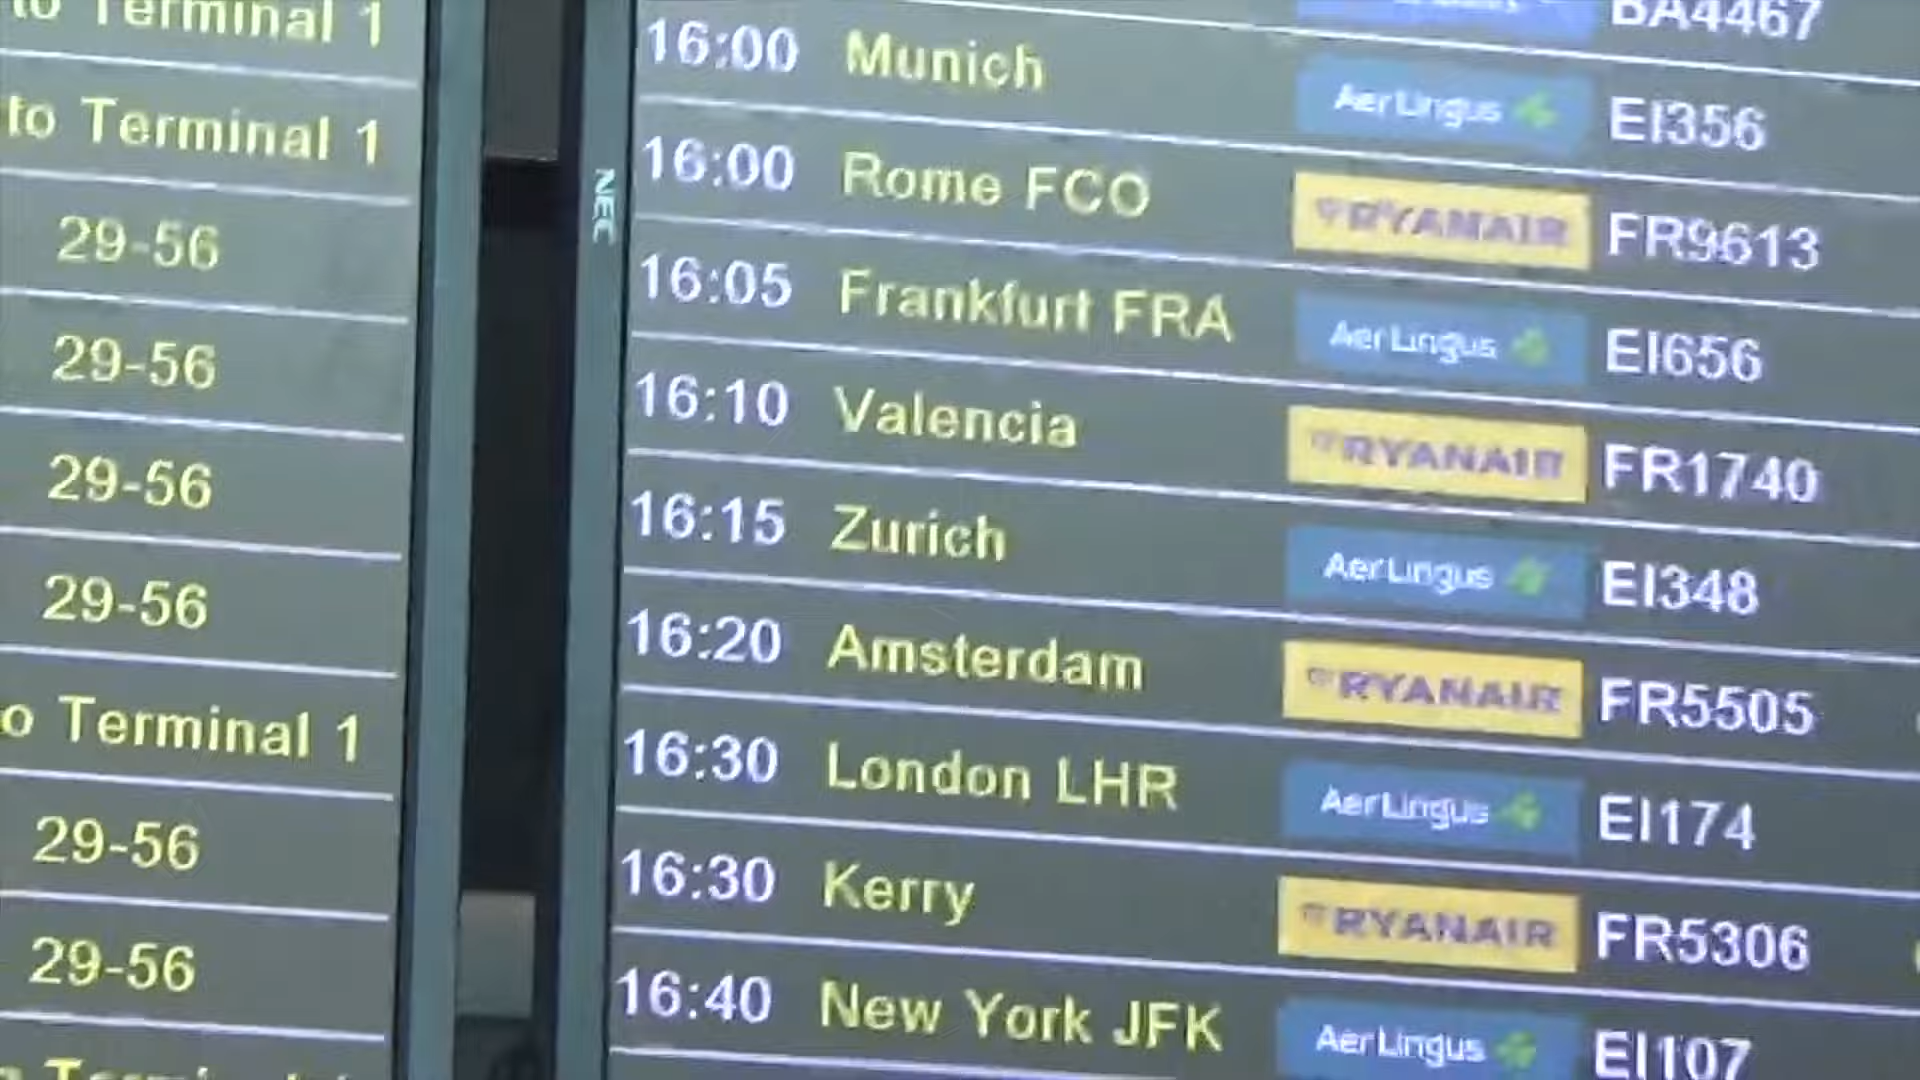 to Terminal 1
to Terminal 1
29-56
29-56
29-56
29-56
o Terminal 1
29-56
29-56
NEC
BA4467
16:00 Munich Aer Lingus EI356
16:00 Rome FCO RYANAIR FR9613
16:05 Frankfurt FRA Aer Lingus EI656
16:10 Valencia RYANAIR FR1740
16:15 Zurich Aer Lingus EI348
16:20 Amsterdam RYANAIR FR5505
16:30 London LHR Aer Lingus EI174
16:30 Kerry RYANAIR FR5306
16:40 New York JFK Aer Lingus EI107